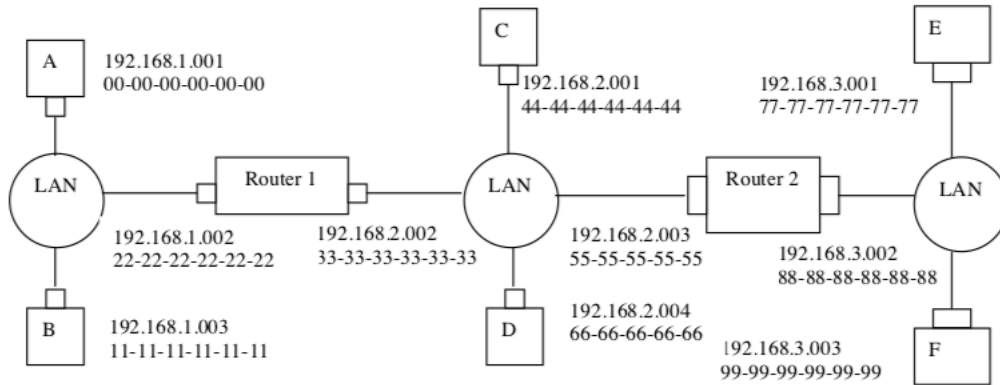 A
192.168.1.001
00-00-00-00-00-00
C
192.168.2.001
44-44-44-44-44-44
E
192.168.3.001
77-77-77-77-77-77
LAN
Router 1
LAN
Router 2
LAN
192.168.1.002
22-22-22-22-22-22
192.168.2.002
33-33-33-33-33-33
192.168.2.003
55-55-55-55-55
192.168.3.002
88-88-88-88-88-88
B
192.168.1.003
11-11-11-11-11-11
D
192.168.2.004
66-66-66-66-66
192.168.3.003
99-99-99-99-99-99
F